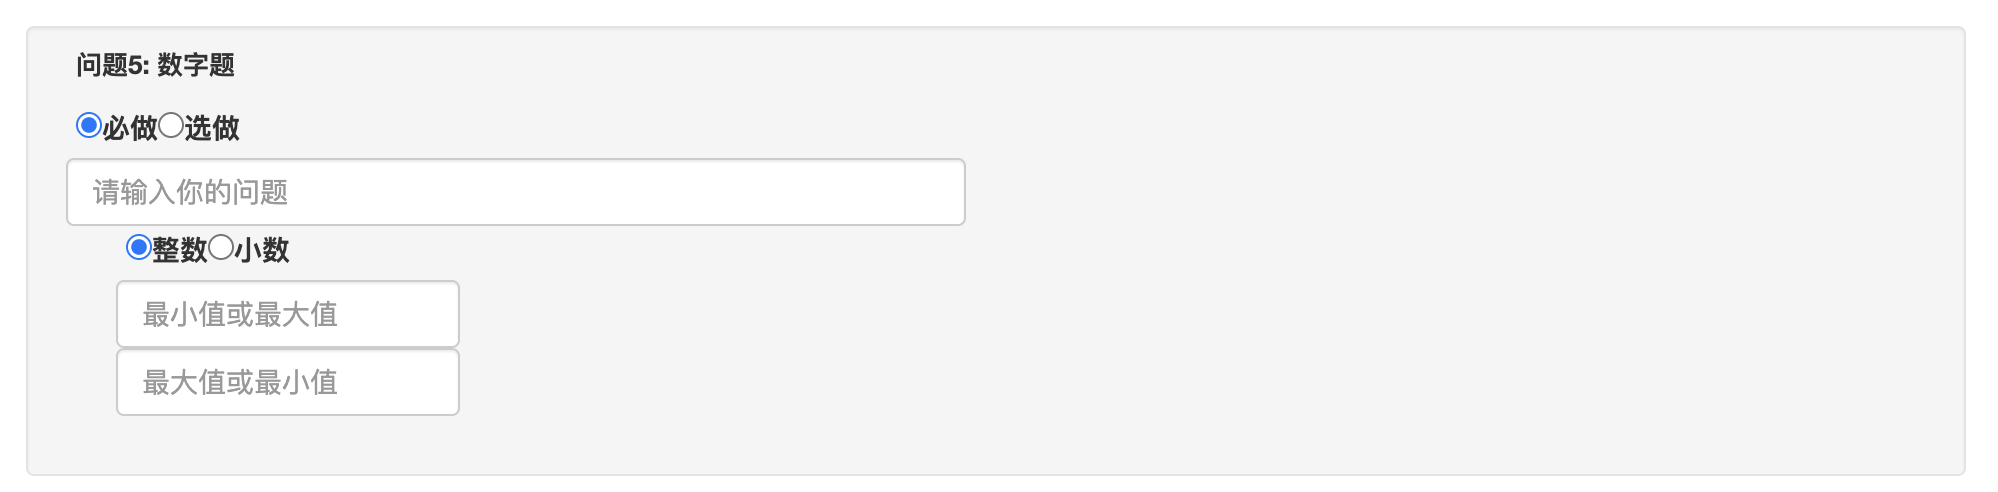 问题5: 数字题
必做选做
请输入你的问题
整数小数
最小值或最大值
最大值或最小值